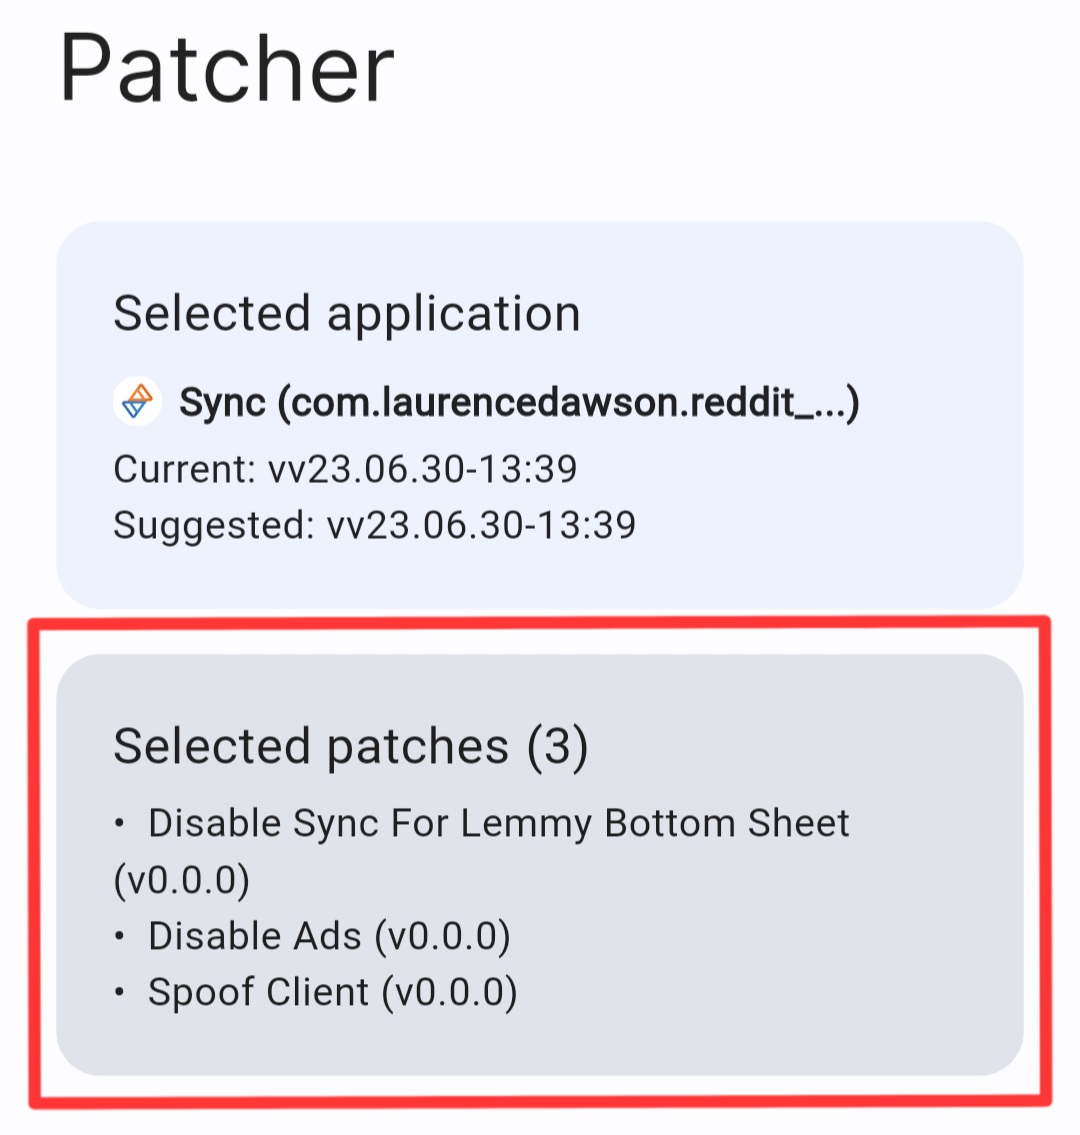 Patcher
Selected application
Sync (com.laurencedawson.reddit_...)
Current: vv23.06.30-13:39
Suggested: vv23.06.30-13:39
Selected patches (3)
• Disable Sync For Lemmy Bottom Sheet
(v0.0.0)
• Disable Ads (v0.0.0)
• Spoof Client (v0.0.0)